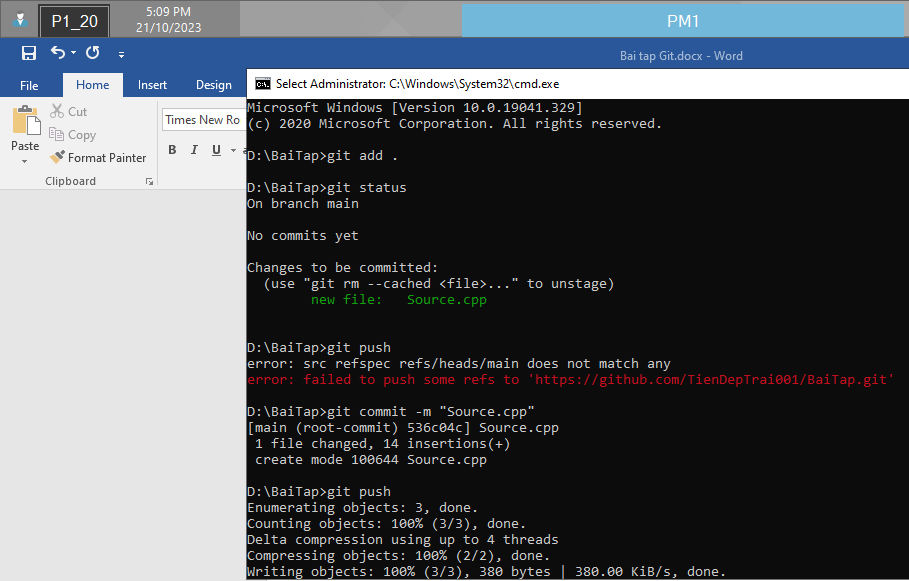 P1_20
5:09 PM
21/10/2023
PM1
Bai tap Git.docx - Word
File
Home
Insert
Design
Select Administrator: C:\Windows\System32\cmd.exe
Cut
Copy
Paste
Format Painter
Clipboard
Times New Ro
B I U
Microsoft Windows [Version 10.0.19041.329]
(c) 2020 Microsoft Corporation. All rights reserved.
D:\BaiTap>git add .
D:\BaiTap>git status
On branch main
No commits yet
Changes to be committed:
(use "git rm --cached <file>..." to unstage)
new file:   Source.cpp
D:\BaiTap>git push
error: src refspec refs/heads/main does not match any
error: failed to push some refs to 'https://github.com/TienDepTrai001/BaiTap.git'
D:\BaiTap>git commit -m "Source.cpp"
[main (root-commit) 536c04c] Source.cpp
1 file changed, 14 insertions(+)
create mode 100644 Source.cpp
D:\BaiTap>git push
Enumerating objects: 3, done.
Counting objects: 100% (3/3), done.
Delta compression using up to 4 threads
Compressing objects: 100% (2/2), done.
Writing objects: 100% (3/3), 380 bytes | 380.00 KiB/s, done.